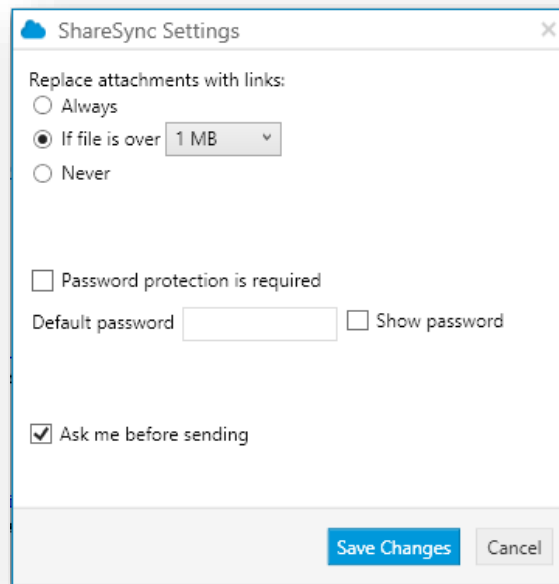 ShareSync Settings
Replace attachments with links:
Always
If file is over 1 MB
Never
Password protection is required
Default password Show password
Ask me before sending
Save Changes Cancel